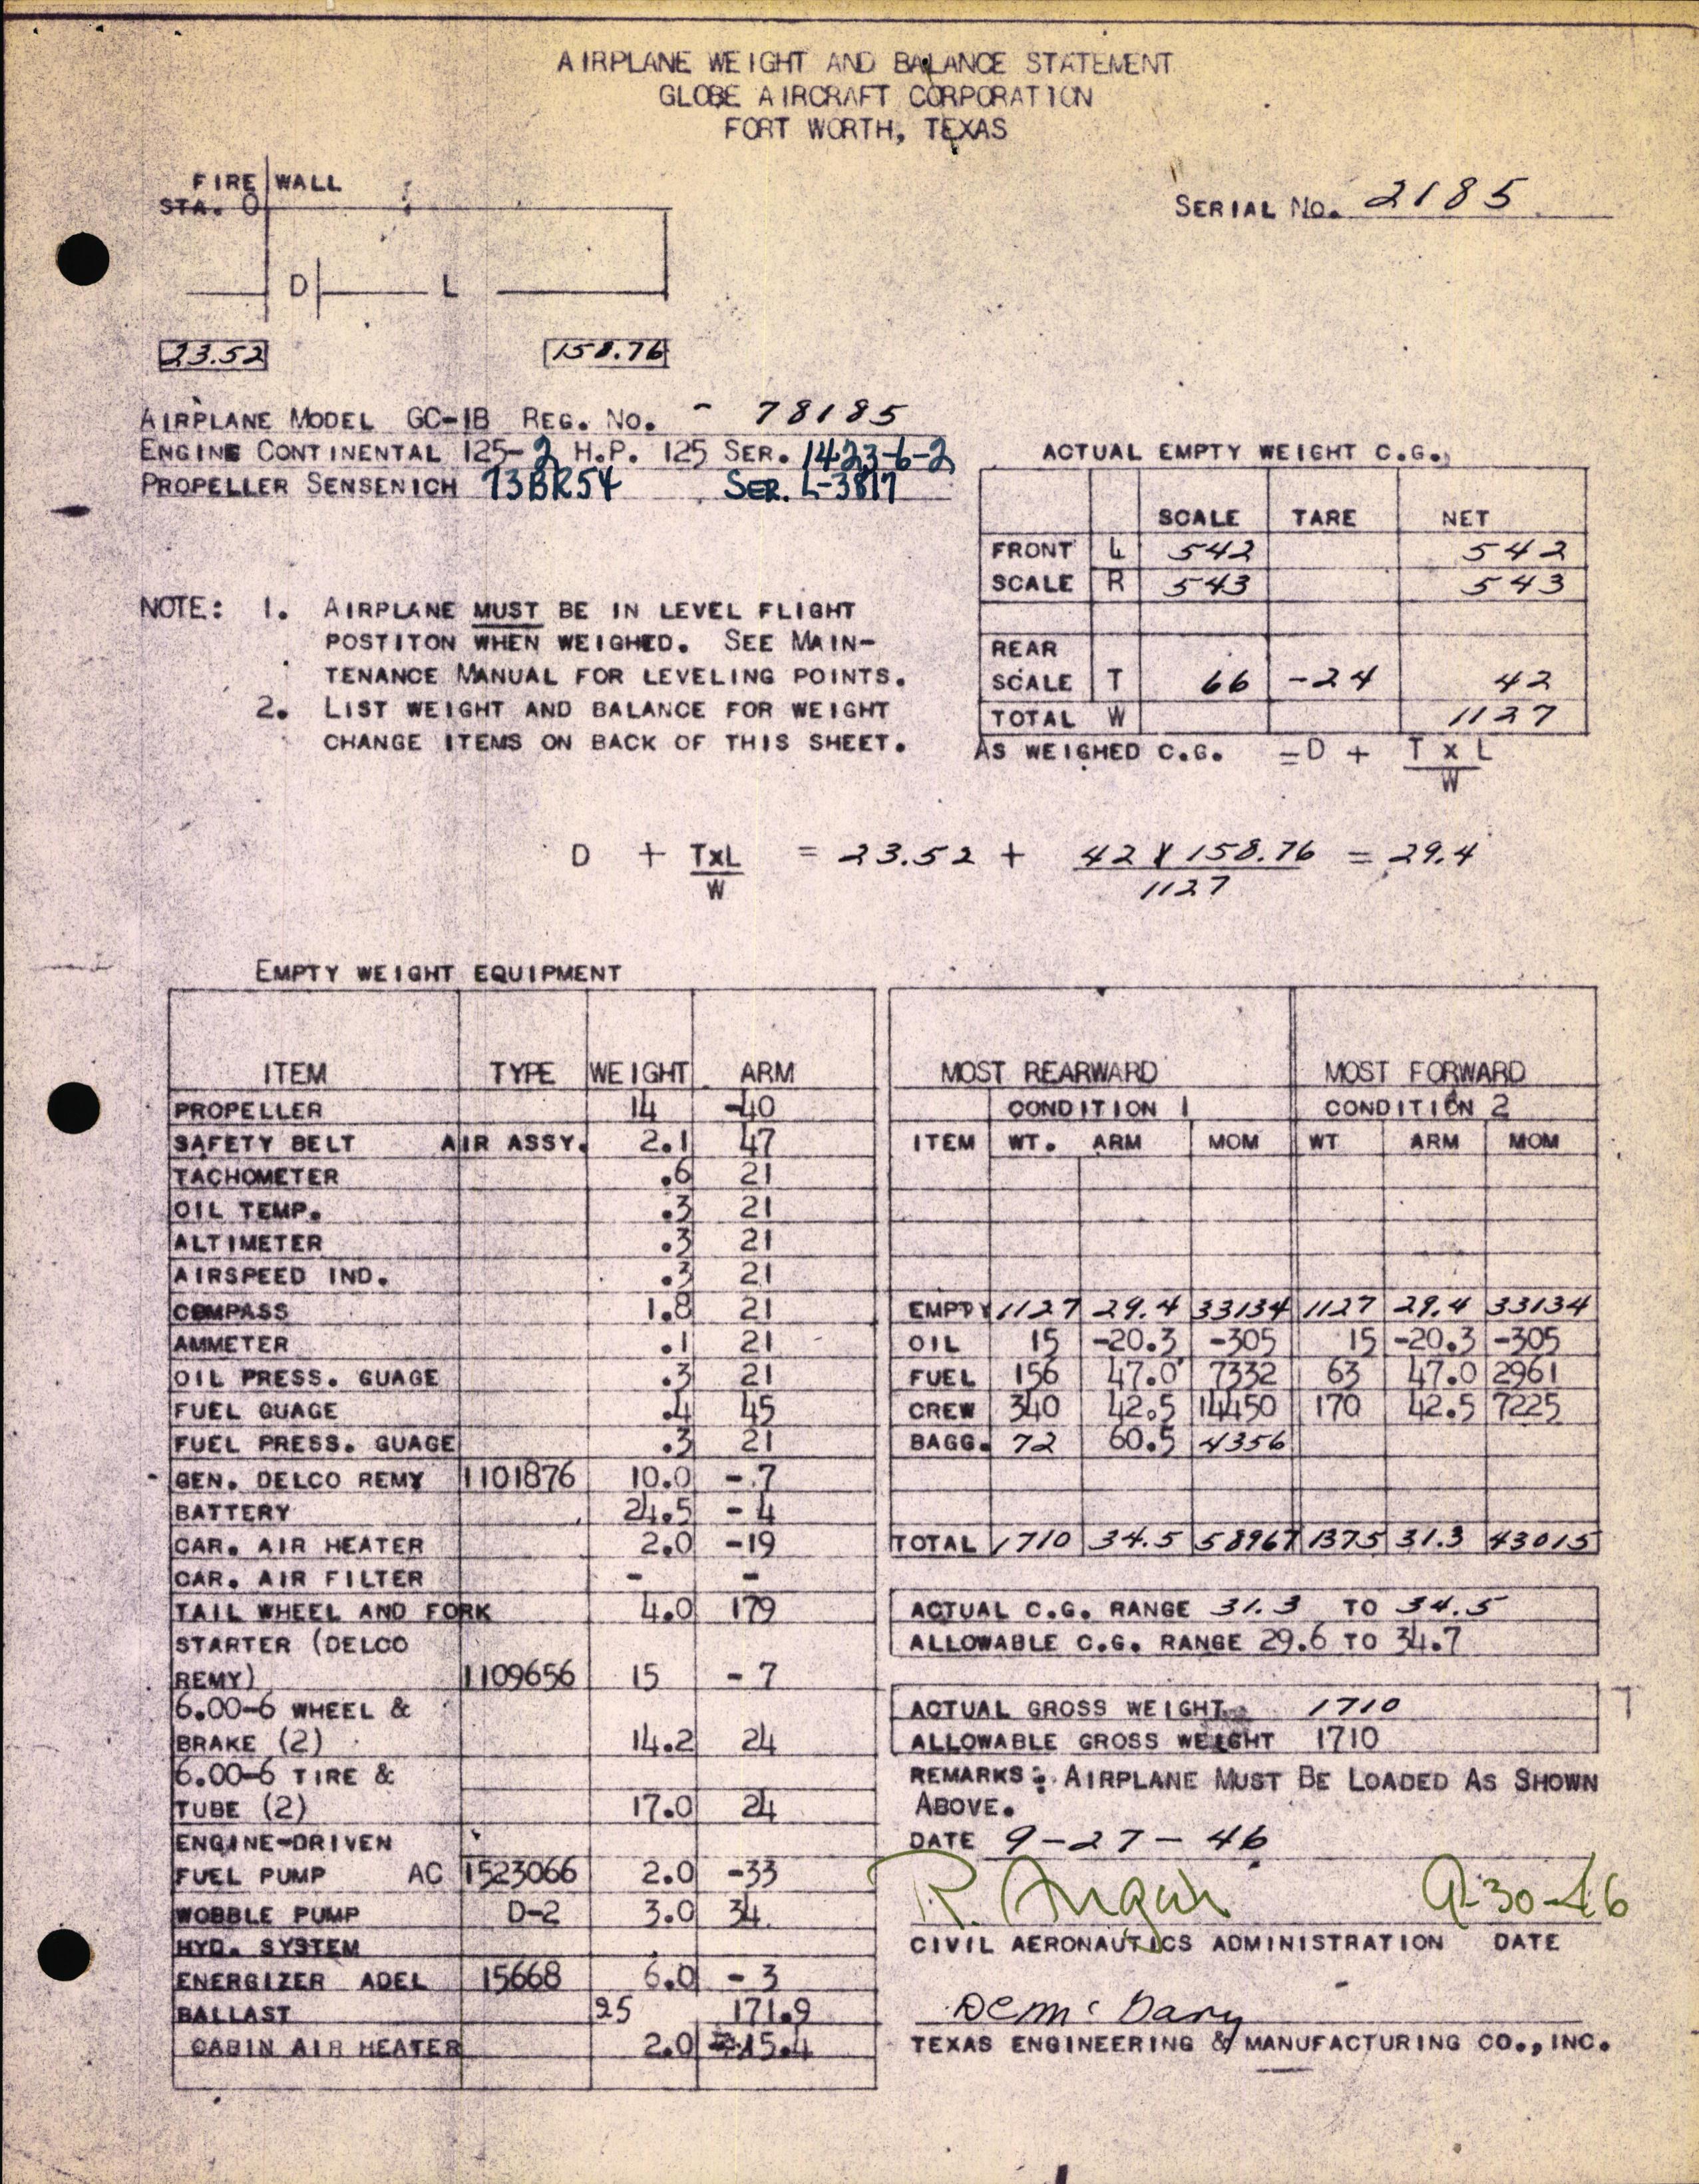 AIRPLANE WEIGHT AND BALANCE STATEMENT
GLOBE AIRCRAFT CORPORATION
FORT WORTH, TEXAS
FIRE WALL
STA. 0
SERIAL NO. 2185
D L
23.52 158.76
AIRPLANE MODEL GC-1B REG. NO. - 78185
ENGINE CONTINENTAL 125-2 H.P. 125 SER. 1423-6-2
PROPELLER SENSENICH 73BR54 SER. L-3817
ACTUAL EMPTY WEIGHT C.G.
SCALE TARE NET
FRONT L 542 542
SCALE R 543 543
REAR
SCALE T 66 -24 42
TOTAL W 1127
AS WEIGHED C.G. = D + T x L
W
NOTE: 1. AIRPLANE MUST BE IN LEVEL FLIGHT
POSTITON WHEN WEIGHED. SEE MAIN-
TENANCE MANUAL FOR LEVELING POINTS.
2. LIST WEIGHT AND BALANCE FOR WEIGHT
CHANGE ITEMS ON BACK OF THIS SHEET.
D + TxL = 23.52 + 42 x 158.76 = 29.4
W 1127
EMPTY WEIGHT EQUIPMENT
ITEM TYPE WEIGHT ARM
PROPELLER 14 -40
SAFETY BELT AIR ASSY. 2.1 47
TACHOMETER .6 21
OIL TEMP. .3 21
ALTIMETER .3 21
AIRSPEED IND. .3 21
COMPASS 1.8 21
AMMETER .1 21
OIL PRESS. GUAGE .3 21
FUEL GUAGE .4 45
FUEL PRESS. GUAGE .3 21
GEN. DELCO REMY 1101876 10.0 -.7
BATTERY 24.5 - 4
CAR. AIR HEATER 2.0 -19
CAR. AIR FILTER - -
TAIL WHEEL AND FORK 4.0 179
STARTER (DELCO
REMY) 1109656 15 - 7
6.00-6 WHEEL &
BRAKE (2) 14.2 24
6.00-6 TIRE &
TUBE (2) 17.0 24
ENGINE-DRIVEN
FUEL PUMP AC 1523066 2.0 -33
WOBBLE PUMP D-2 3.0 34
HYD. SYSTEM
ENERGIZER ADEL 15668 6.0 - 3
BALLAST 25 171.9
CABIN AIR HEATER 2.0 15.4
MOST REARWARD MOST FORWARD
CONDITION 1 CONDITION 2
ITEM WT. ARM MOM WT ARM MOM
EMPTY 1127 29.4 33134 1127 29.4 33134
OIL 15 -20.3 -305 15 -20.3 -305
FUEL 156 47.0 7332 63 47.0 2961
CREW 340 42.5 14450 170 42.5 7225
BAGG. 72 60.5 4356
TOTAL 1710 34.5 58967 1375 31.3 43015
ACTUAL C.G. RANGE 31.3 TO 34.5
ALLOWABLE C.G. RANGE 29.6 TO 34.7
ACTUAL GROSS WEIGHT 1710
ALLOWABLE GROSS WEIGHT 1710
REMARKS: AIRPLANE MUST BE LOADED AS SHOWN
ABOVE.
DATE 9-27-46
R. 9-30-46
CIVIL AERONAUTICS ADMINISTRATION DATE
TEXAS ENGINEERING & MANUFACTURING CO., INC.